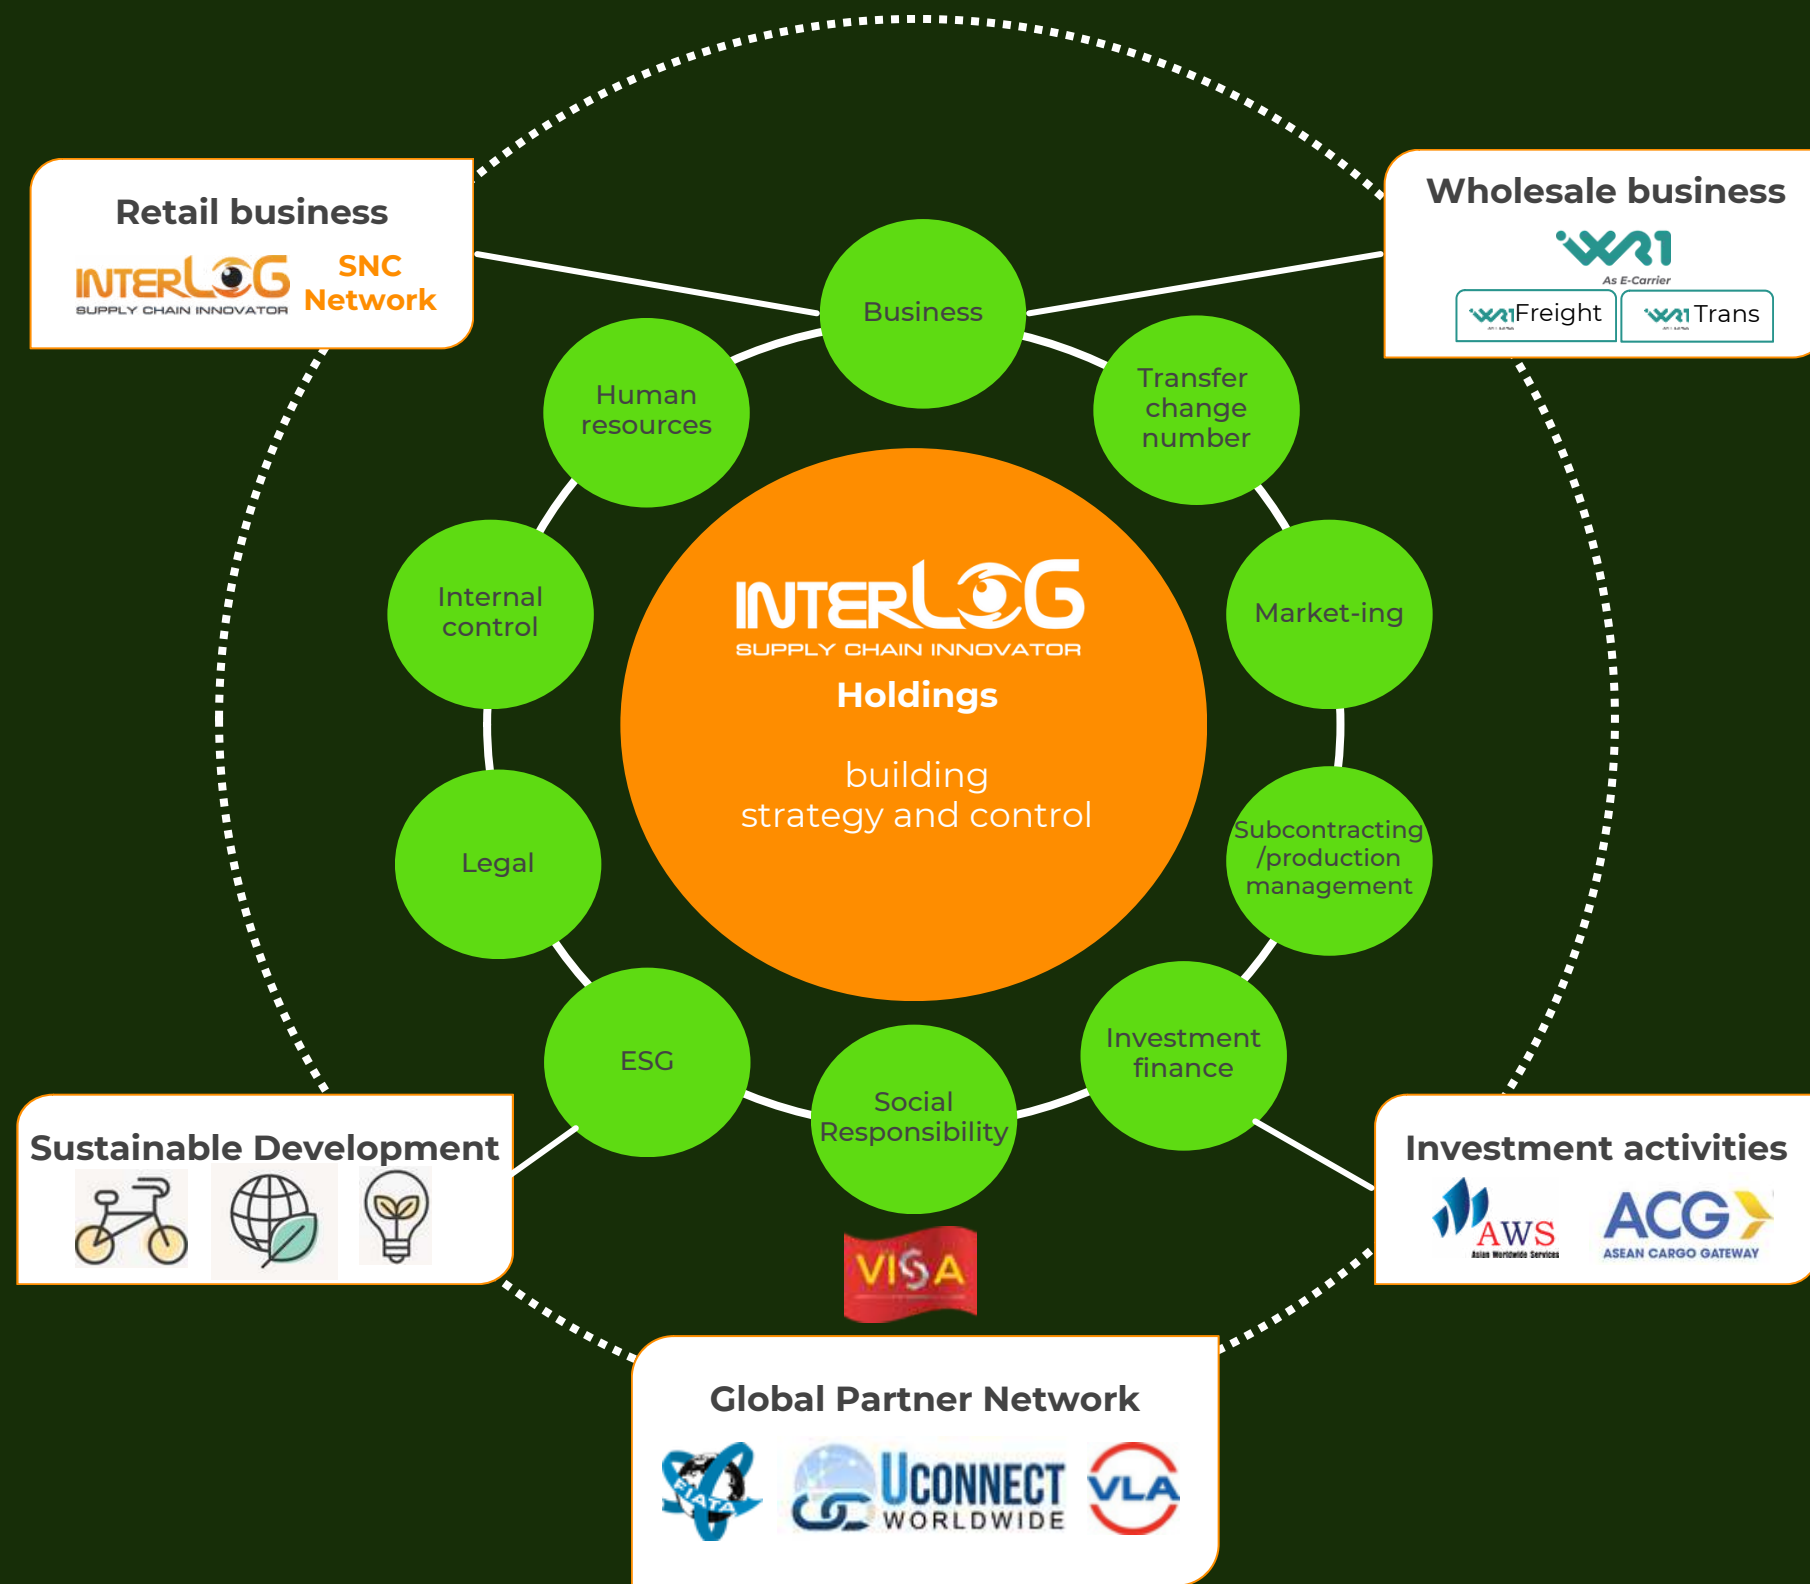 Retail business
INTERLOG
SUPPLY CHAIN INNOVATOR
SNC
Network
Wholesale business
WR1
As E-Carrier
WR1 Freight
WR1 Trans
Business
Human
resources
Transfer
change
number
Internal
control
Market-ing
INTERLOG
SUPPLY CHAIN INNOVATOR
Holdings
building
strategy and control
Legal
Subcontracting
/production
management
ESG
Social
Responsibility
Investment
finance
Sustainable Development
Investment activities
AWS
Asian Worldwide Services
ACG
ASEAN CARGO GATEWAY
VISA
Global Partner Network
FIATA
UCONNECT
WORLDWIDE
VLA